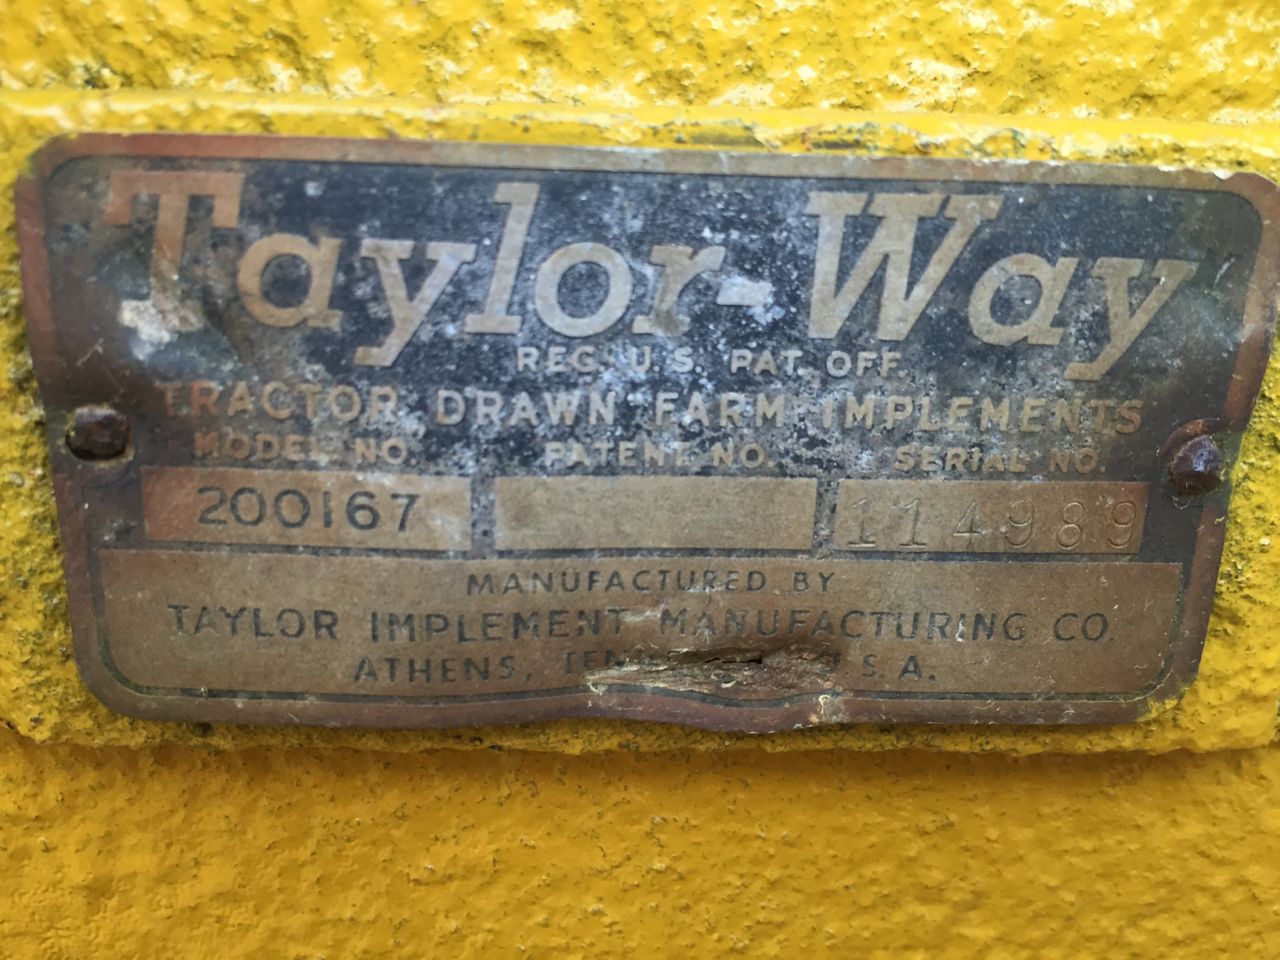 Taylor-Way
REG. U.S. PAT. OFF.
TRACTOR DRAWN FARM IMPLEMENTS
MODEL NO. PATENT NO. SERIAL NO.
200167 114989
MANUFACTURED BY
TAYLOR IMPLEMENT MANUFACTURING CO.
ATHENS, U.S.A.